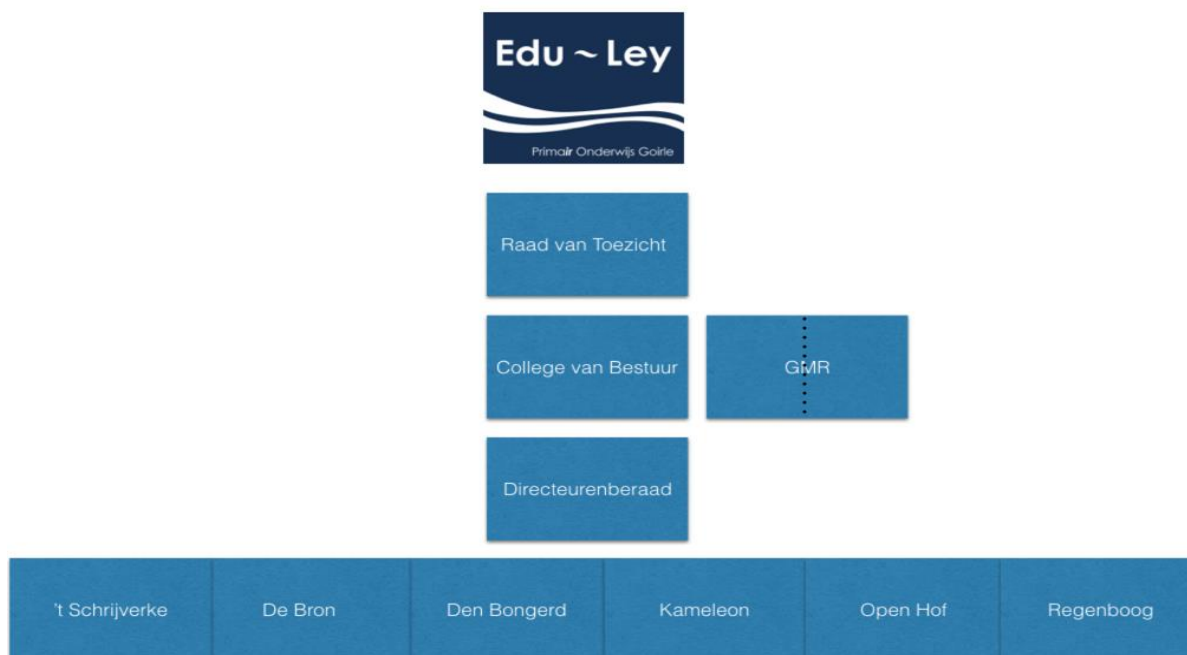 Edu ~ Ley
Primair Onderwijs Goirle
Raad van Toezicht
College van Bestuur
GMR
Directeurenberaad
't Schrijverke
De Bron
Den Bongerd
Kameleon
Open Hof
Regenboog